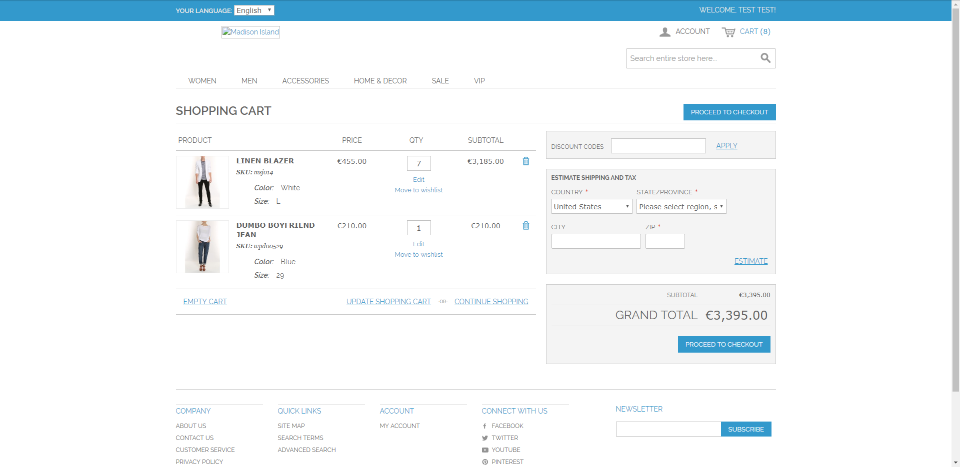 YOUR LANGUAGE: English
WELCOME, TEST TEST!
Madison Island
ACCOUNT CART (8)
Search entire store here...
WOMEN MEN ACCESSORIES HOME & DECOR SALE VIP
SHOPPING CART
PROCEED TO CHECKOUT
PRODUCT PRICE QTY SUBTOTAL
LINEN BLAZER €455.00 7 €3,185.00
SKU:
Edit
Color: White
Move to wishlist
Size: L
DUMBO BOYFRIEND €210.00 1 €210.00
JEAN
SKU:
Edit
Move to wishlist
Color: Blue
Size: 29
EMPTY CART UPDATE SHOPPING CART -OR- CONTINUE SHOPPING
DISCOUNT CODES APPLY
ESTIMATE SHIPPING AND TAX
COUNTRY * STATE/PROVINCE *
United States Please select region, s
CITY ZIP *
ESTIMATE
SUBTOTAL €3,395.00
GRAND TOTAL €3,395.00
PROCEED TO CHECKOUT
COMPANY
ABOUT US
CONTACT US
CUSTOMER SERVICE
PRIVACY POLICY
QUICK LINKS
SITE MAP
SEARCH TERMS
ADVANCED SEARCH
ACCOUNT
MY ACCOUNT
CONNECT WITH US
FACEBOOK
TWITTER
YOUTUBE
PINTEREST
NEWSLETTER
SUBSCRIBE